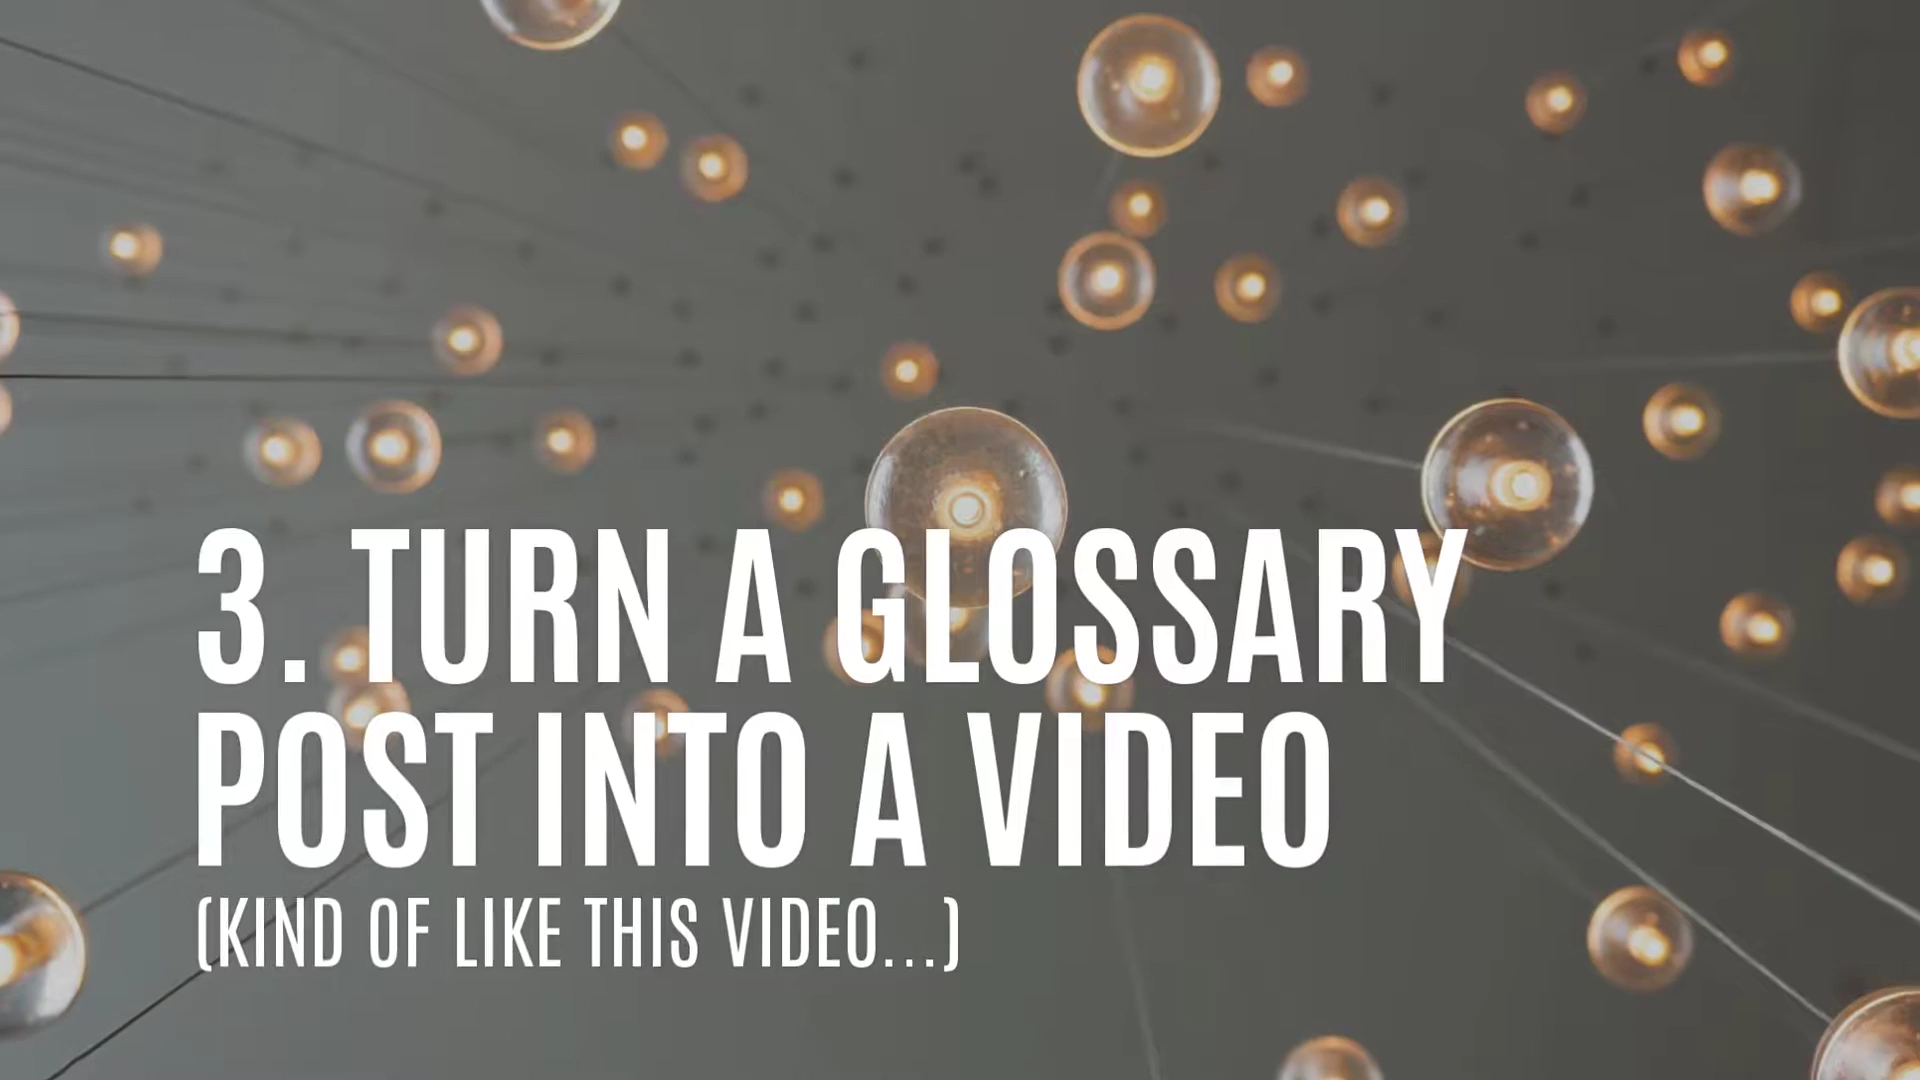 3. TURN A GLOSSARY
POST INTO A VIDEO
(KIND OF LIKE THIS VIDEO...)